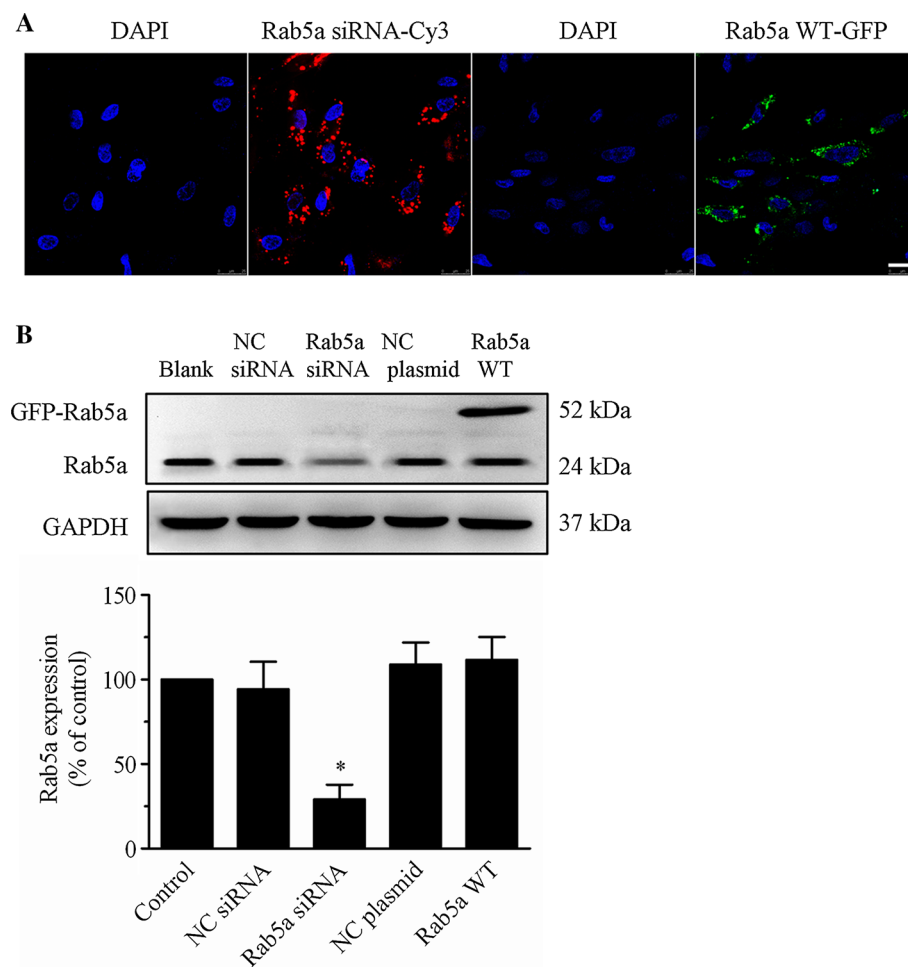 A
DAPI
Rab5a siRNA-Cy3
DAPI
Rab5a WT-GFP
B
Blank
NC
siRNA
Rab5a
siRNA
NC
plasmid
Rab5a
WT
GFP-Rab5a
52 kDa
Rab5a
24 kDa
GAPDH
37 kDa
Rab5a expression
(% of control)
150
100
50
0
*
Control
NC siRNA
Rab5a siRNA
NC plasmid
Rab5a WT